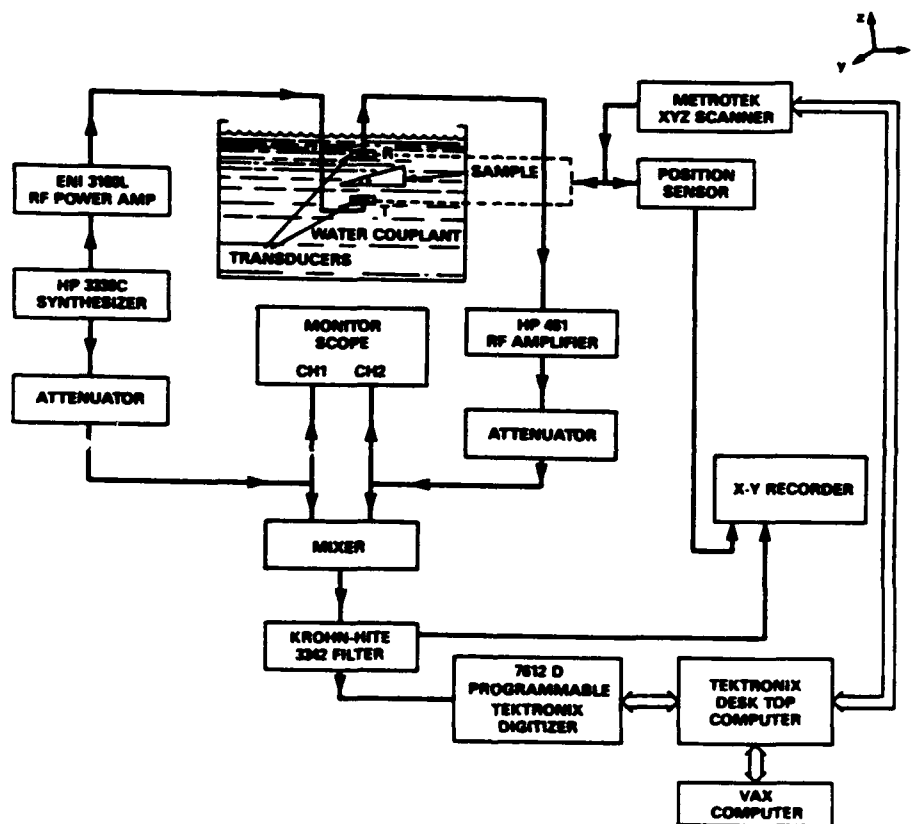 z
y
METROTEK
XYZ SCANNER
ENI 3100L
RF POWER AMP
R
SAMPLE
POSITION
SENSOR
T
WATER COUPLANT
TRANSDUCERS
HP
SYNTHESIZER
MONITOR
SCOPE
CH1 CH2
HP 461
RF AMPLIFIER
ATTENUATOR
ATTENUATOR
X-Y RECORDER
MIXER
KROHN-HITE
3342 FILTER
7612 D
PROGRAMMABLE
TEKTRONIX
DIGITIZER
TEKTRONIX
DESK TOP
COMPUTER
VAX
COMPUTER